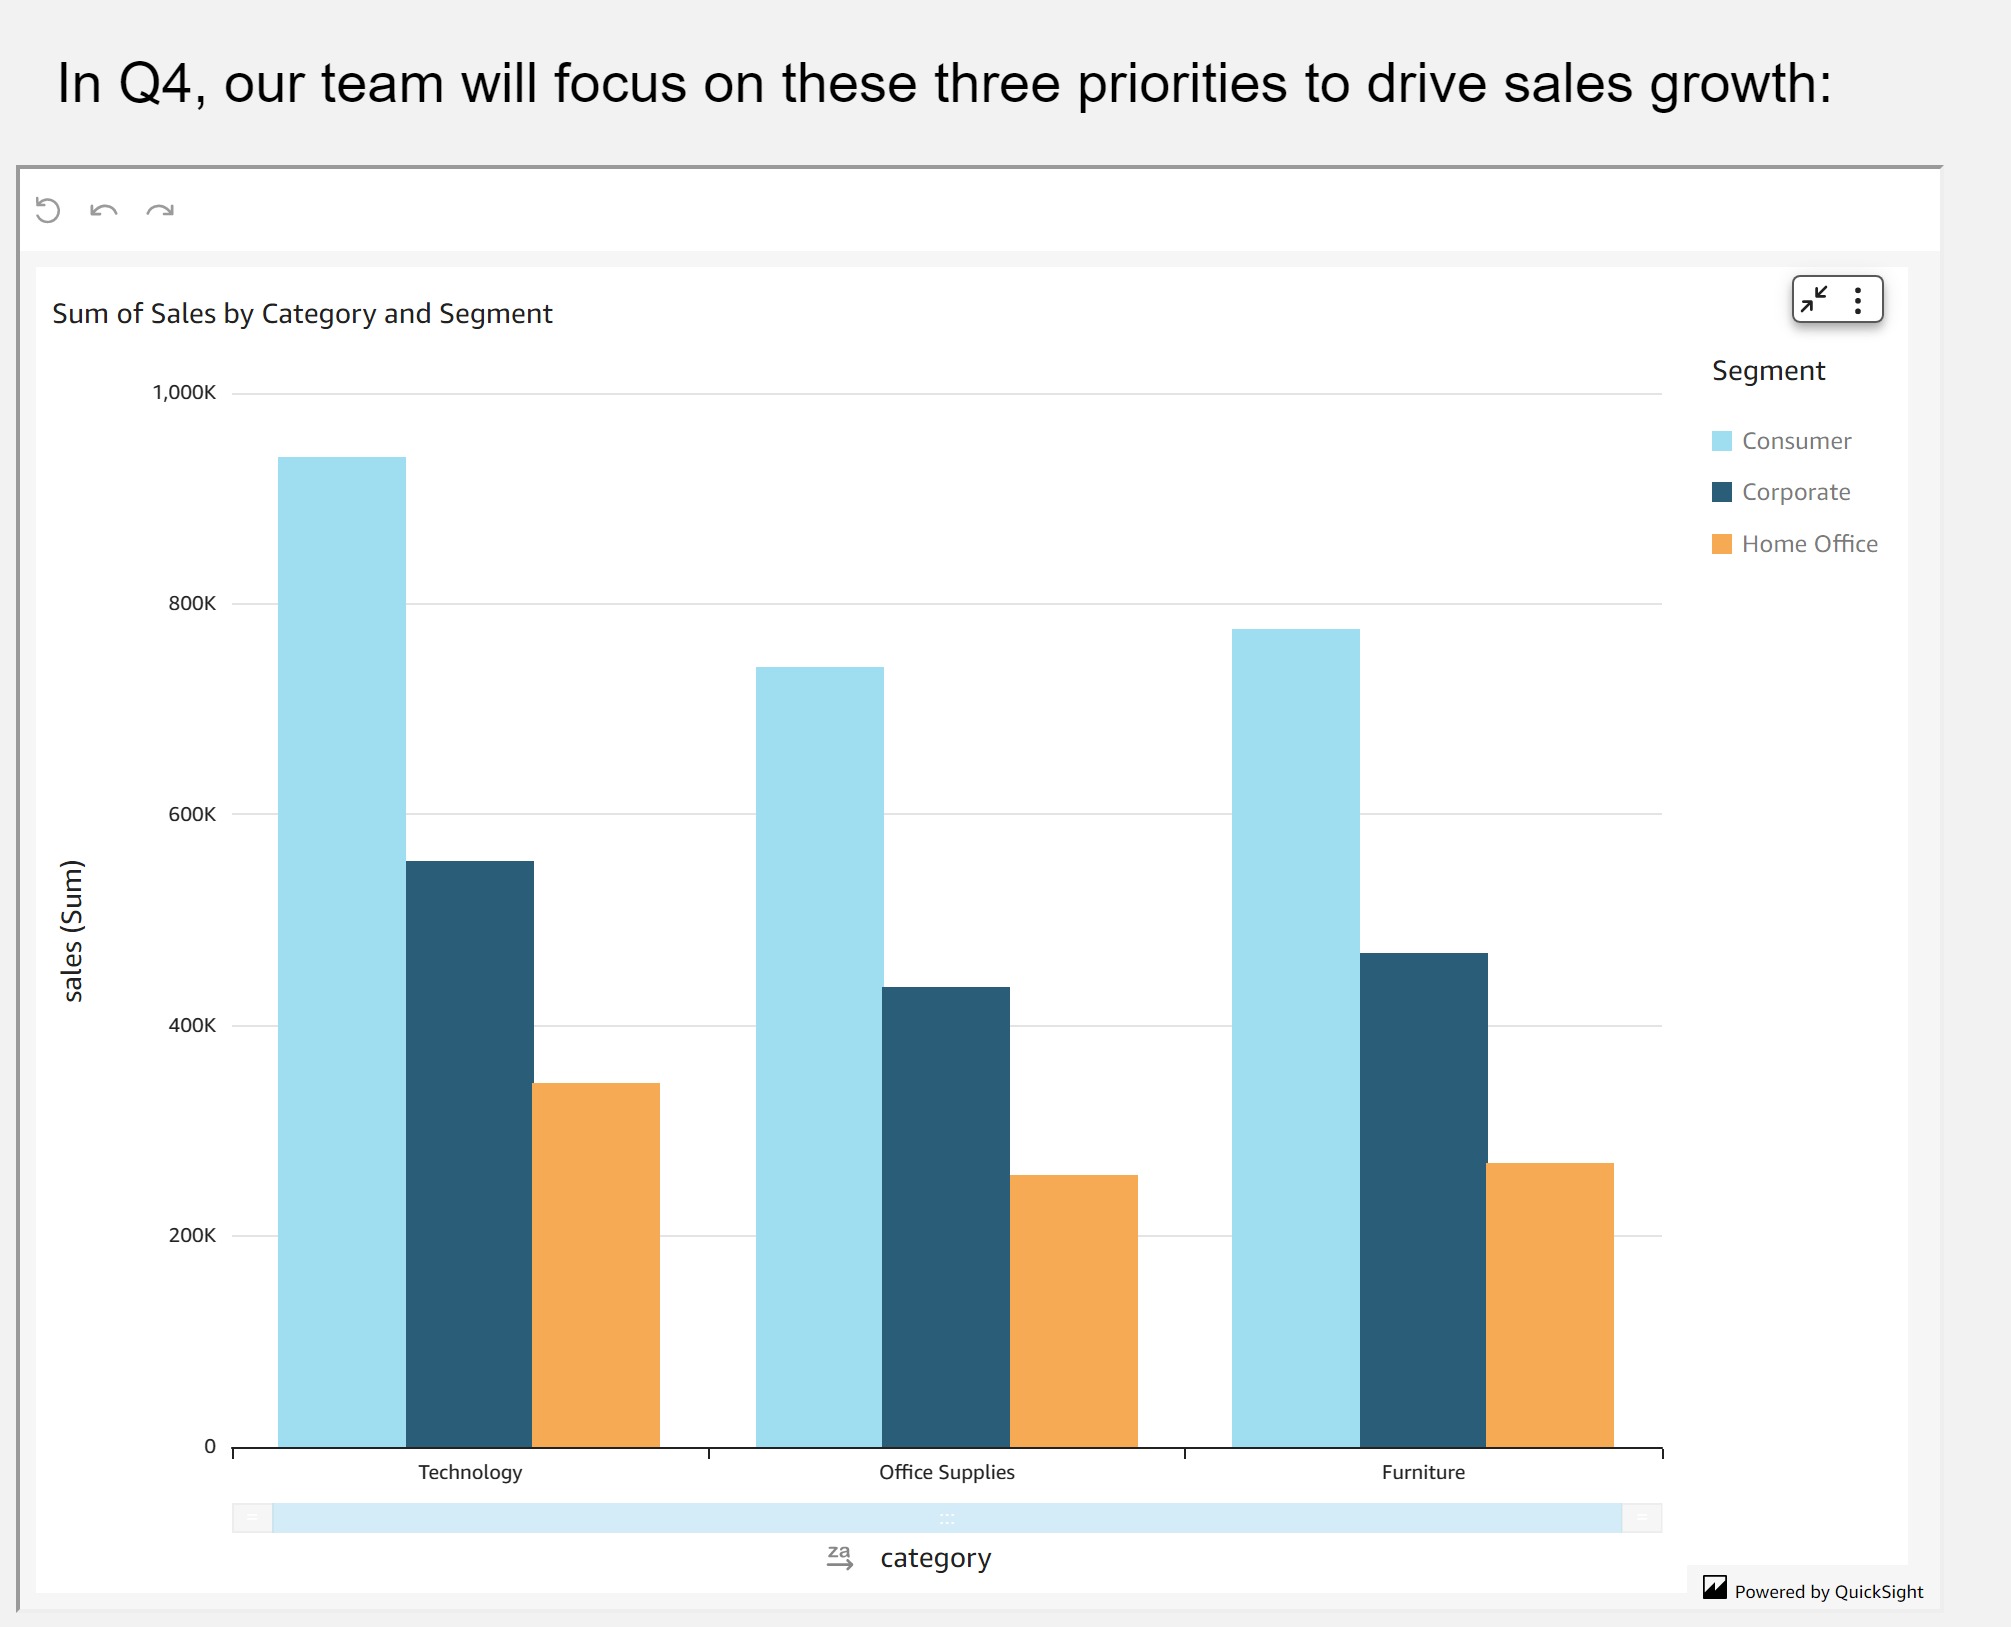 In Q4, our team will focus on these three priorities to drive sales growth:
Sum of Sales by Category and Segment
Segment
Consumer
Corporate
Home Office
1,000K
800K
600K
400K
200K
0
sales (Sum)
Technology
Office Supplies
Furniture
za
category
Powered by QuickSight